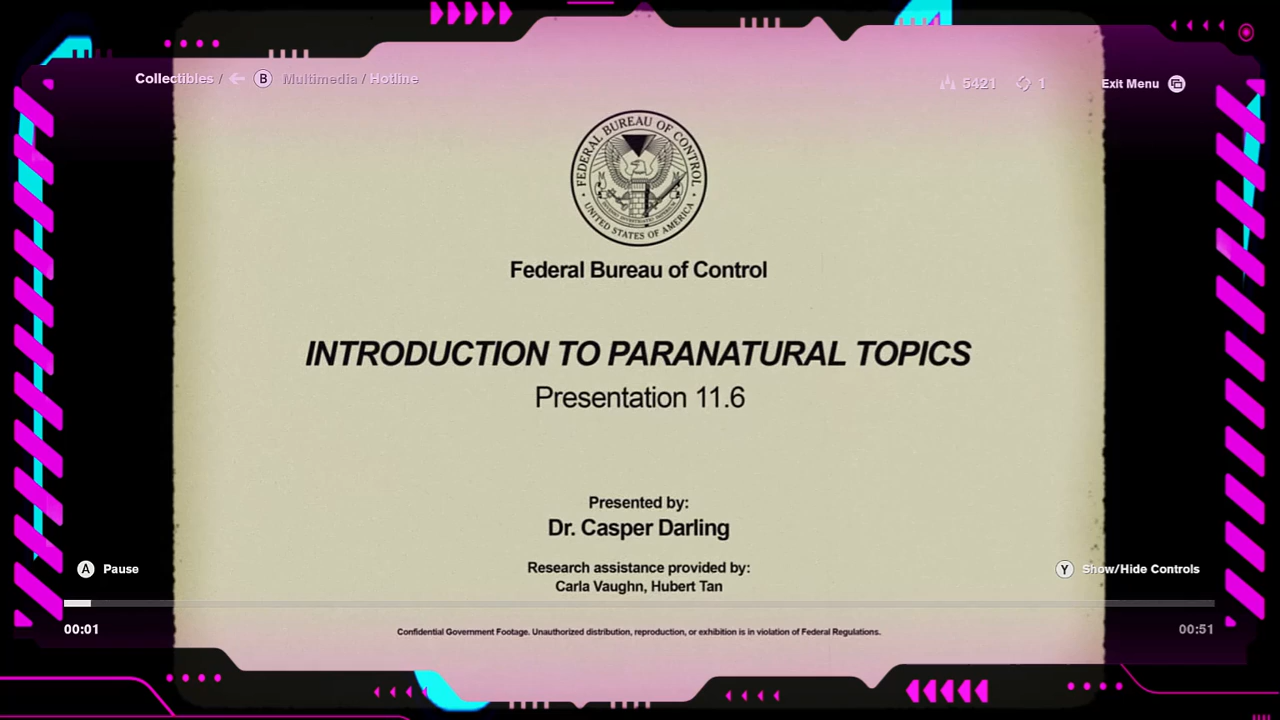 Collectibles / B Multimedia / Hotline
5421 1 Exit Menu
FEDERAL BUREAU OF CONTROL
UNITED STATES OF AMERICA
Federal Bureau of Control
INTRODUCTION TO PARANATURAL TOPICS
Presentation 11.6
Presented by:
Dr. Casper Darling
Research assistance provided by:
Carla Vaughn, Hubert Tan
A Pause
Y Show/Hide Controls
00:01
00:51
Confidential Government Footage. Unauthorized distribution, reproduction, or exhibition is in violation of Federal Regulations.